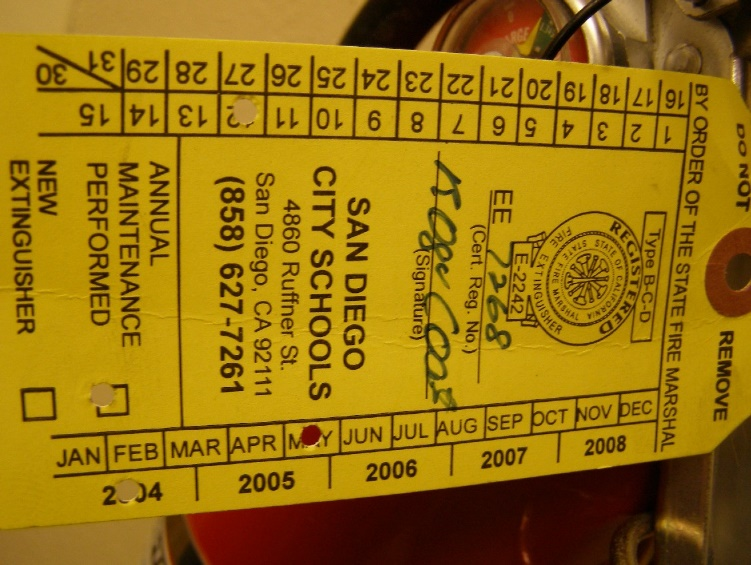 DO NOT REMOVE
BY ORDER OF THE STATE FIRE MARSHAL
Type B-C-D
REGISTERED
STATE OF CALIFORNIA
STATE FIRE MARSHAL
FIRE EXTINGUISHER
E-2242
EE 7268
(Cert. Reg. No.)
(Signature)
SAN DIEGO
CITY SCHOOLS
4860 Ruffner St.
San Diego, CA 92111
(858) 627-7261
ANNUAL
MAINTENANCE
PERFORMED
NEW
EXTINGUISHER
1 2 3 4 5 6 7 8 9 10 11 12 13 14 15
16 17 18 19 20 21 22 23 24 25 26 27 28 29 30 31
JAN FEB MAR APR MAY JUN JUL AUG SEP OCT NOV DEC
2004 2005 2006 2007 2008